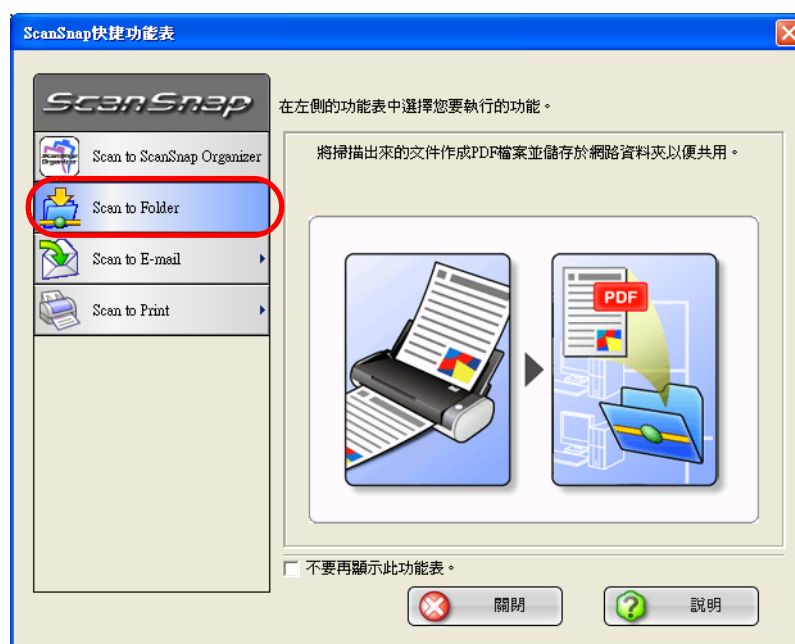 ScanSnap快捷功能表
ScanSnap
在左側的功能表中選擇您要執行的功能。
Scan to ScanSnap Organizer
Scan to Folder
Scan to E-mail
Scan to Print
將掃描出來的文件作成PDF檔案並儲存於網路資料夾以便共用。
PDF
不要再顯示此功能表。
關閉
說明